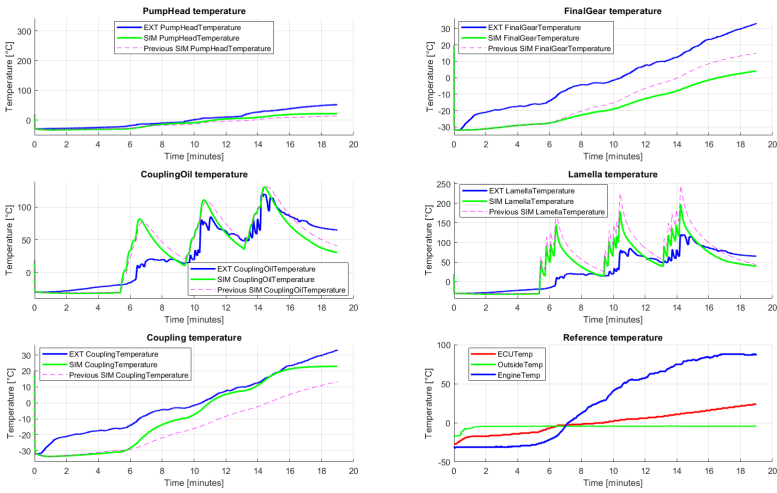 PumpHead temperature
Temperature [°C]
300
200
100
0
EXT PumpHeadTemperature
SIM PumpHeadTemperature
Previous SIM PumpHeadTemperature
0 2 4 6 8 10 12 14 16 18 20
Time [minutes]
FinalGear temperature
Temperature [°C]
30
20
10
0
-10
-20
-30
EXT FinalGearTemperature
SIM FinalGearTemperature
Previous SIM FinalGearTemperature
0 2 4 6 8 10 12 14 16 18 20
Time [minutes]
CouplingOil temperature
Temperature [°C]
100
50
0
EXT CouplingOilTemperature
SIM CouplingOilTemperature
Previous SIM CouplingOilTemperature
0 2 4 6 8 10 12 14 16 18 20
Time [minutes]
Lamella temperature
Temperature [°C]
250
200
150
100
50
0
EXT LamellaTemperature
SIM LamellaTemperature
Previous SIM LamellaTemperature
0 2 4 6 8 10 12 14 16 18 20
Time [minutes]
Coupling temperature
Temperature [°C]
30
20
10
0
-10
-20
-30
EXT CouplingTemperature
SIM CouplingTemperature
Previous SIM CouplingTemperature
0 2 4 6 8 10 12 14 16 18 20
Time [minutes]
Reference temperature
Temperature [°C]
100
50
0
-50
ECUTemp
OutsideTemp
EngineTemp
0 2 4 6 8 10 12 14 16 18 20
Time [minutes]